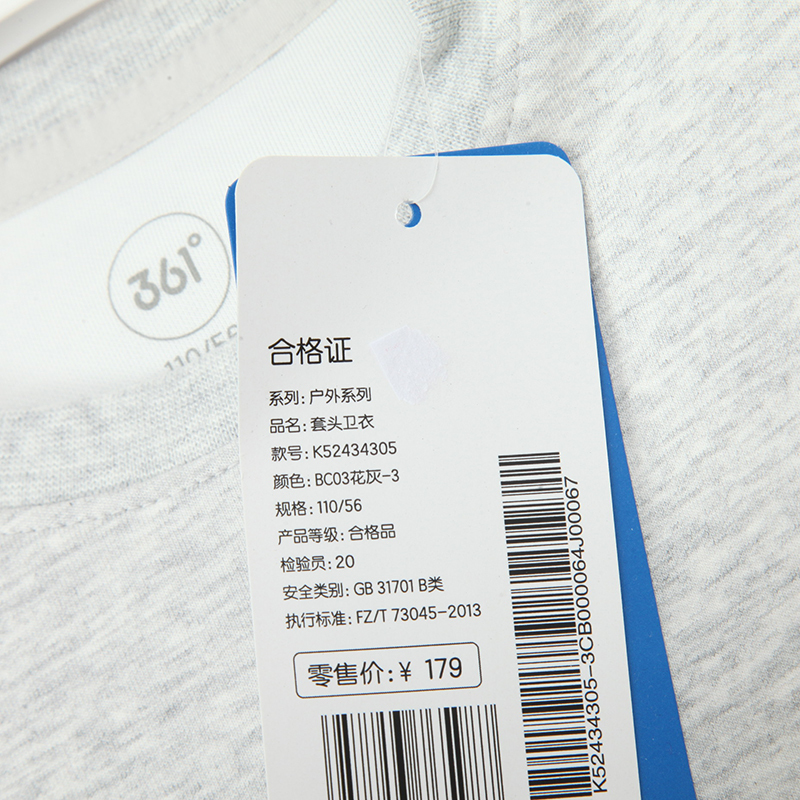 361°
110/56
合格证
系列: 户外系列
品名: 套头卫衣
款号: K52434305
颜色: BC03花灰-3
规格: 110/56
产品等级: 合格品
检验员: 20
安全类别: GB 31701 B类
执行标准: FZ/T 73045-2013
零售价: ¥ 179
K52434305-3CB000064J00067